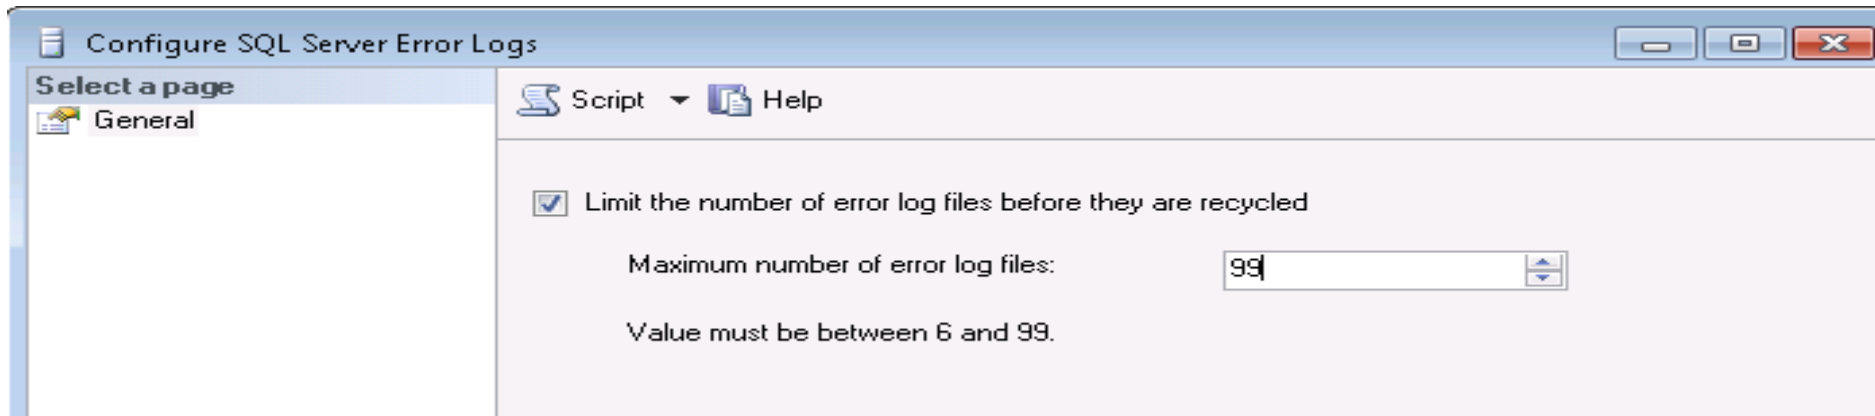 Configure SQL Server Error Logs
Select a page
General
Script Help
Limit the number of error log files before they are recycled
Maximum number of error log files: 99
Value must be between 6 and 99.